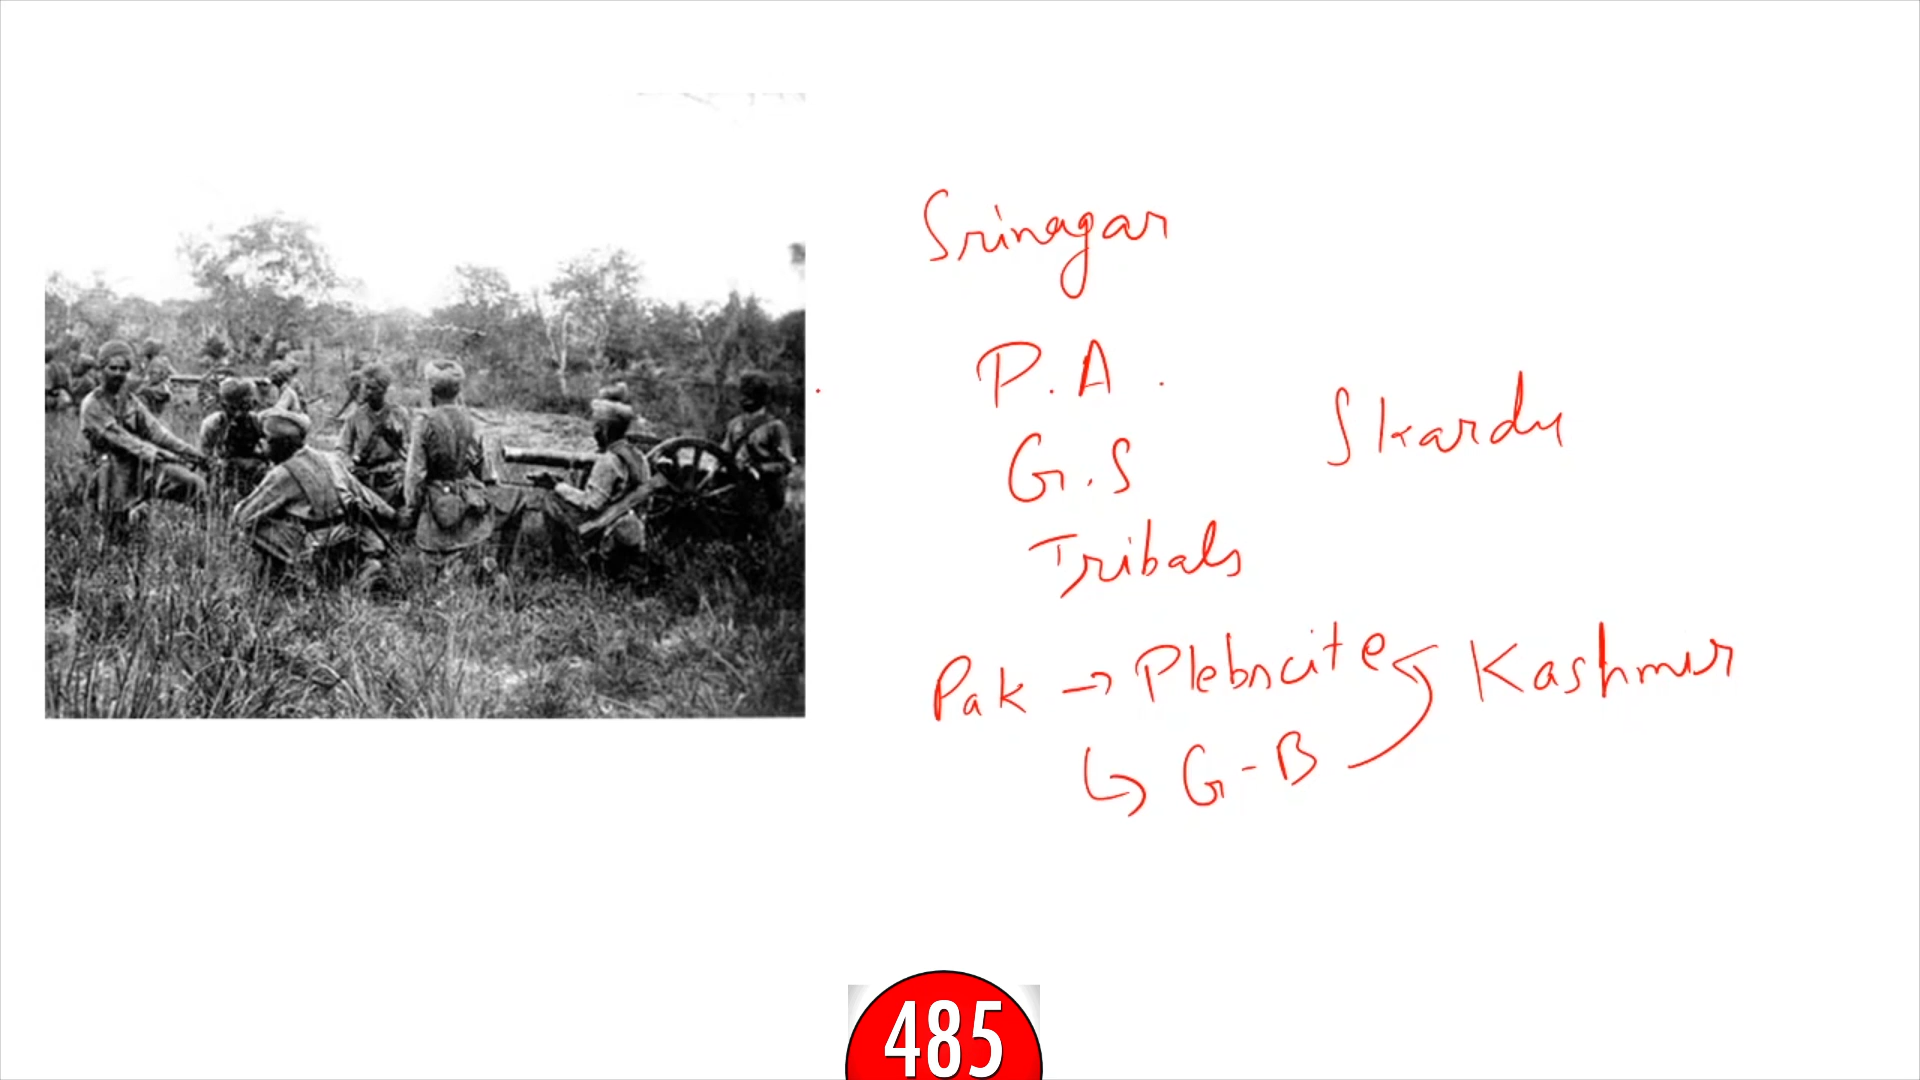 Srinagar
P.A.
G.S
Skardu
Tribals
Pak → Plebscite Kashmir
↳ G-B
485